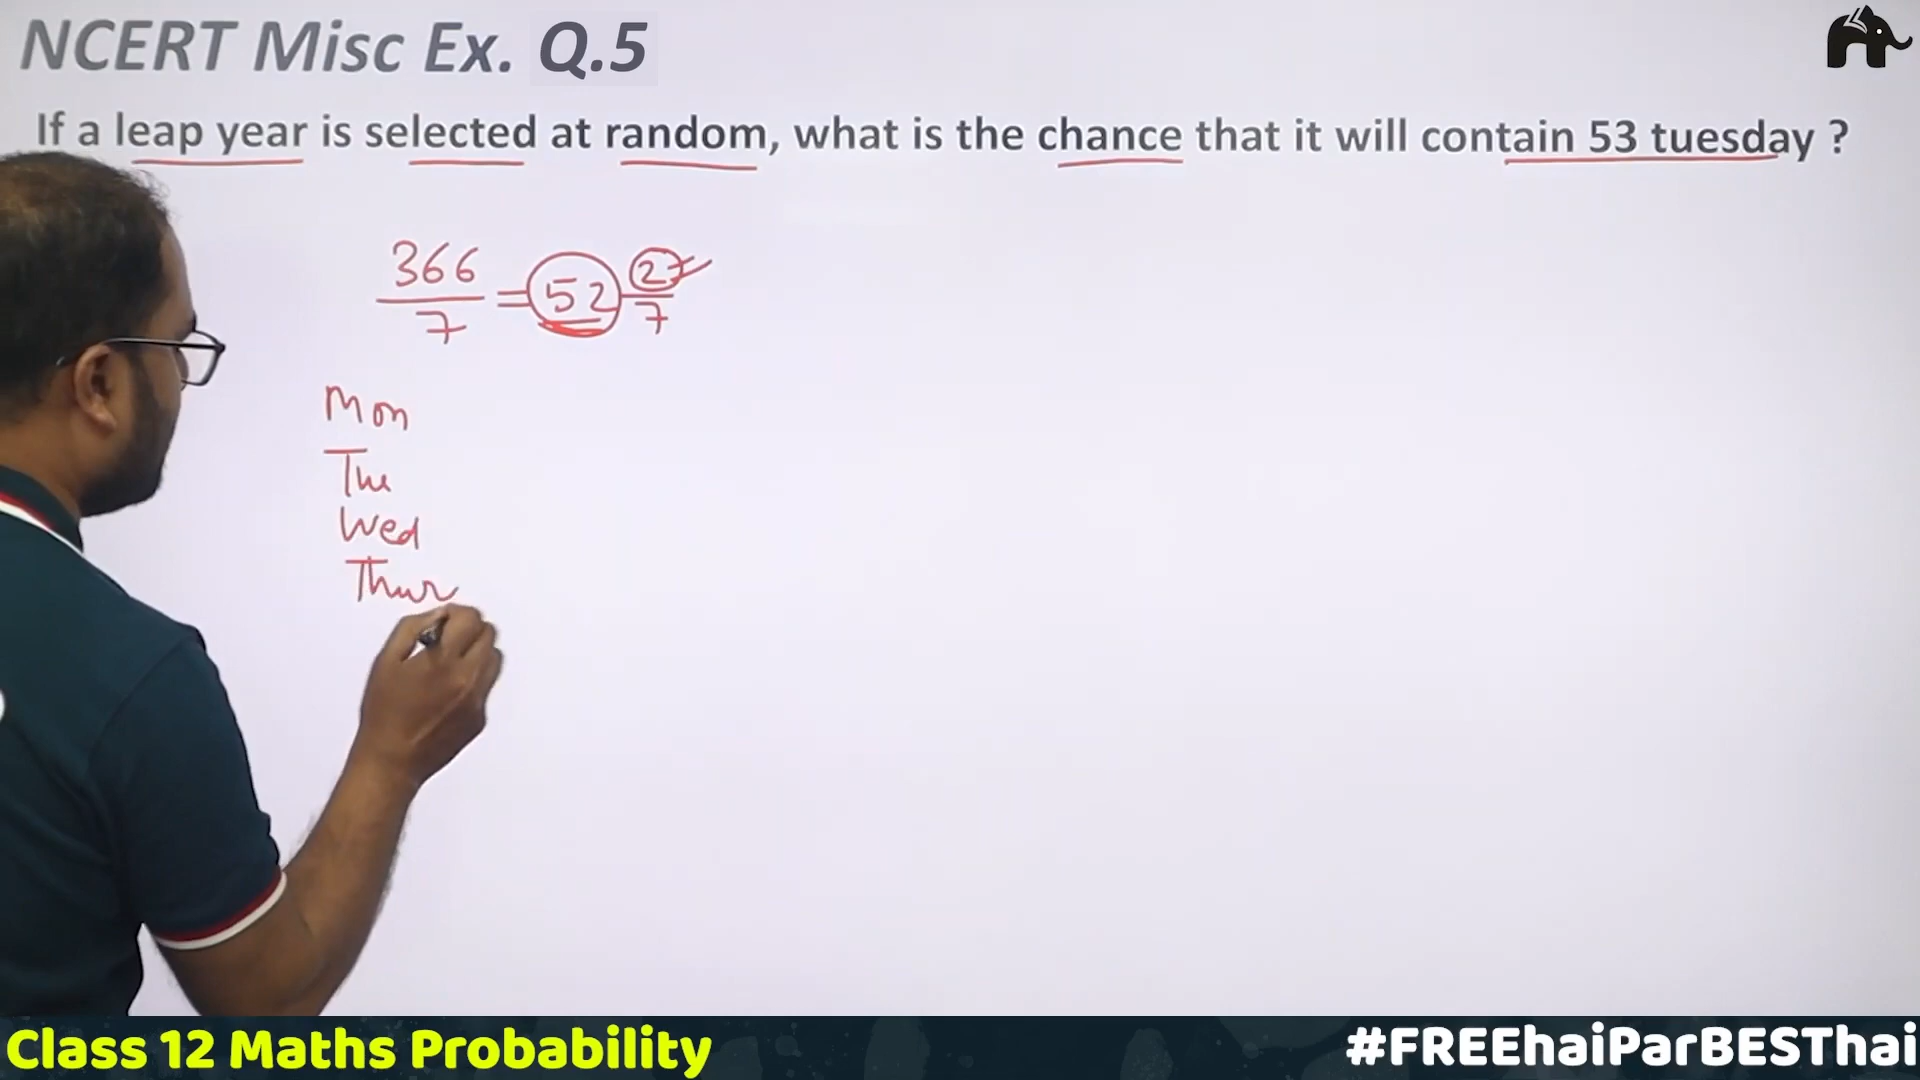 NCERT Misc Ex. Q.5
If a leap year is selected at random, what is the chance that it will contain 53 tuesday ?
366/7 = 52 2/7
Mon
The
Wed
Thur
Class 12 Maths Probability
#FREEhaiParBESThai